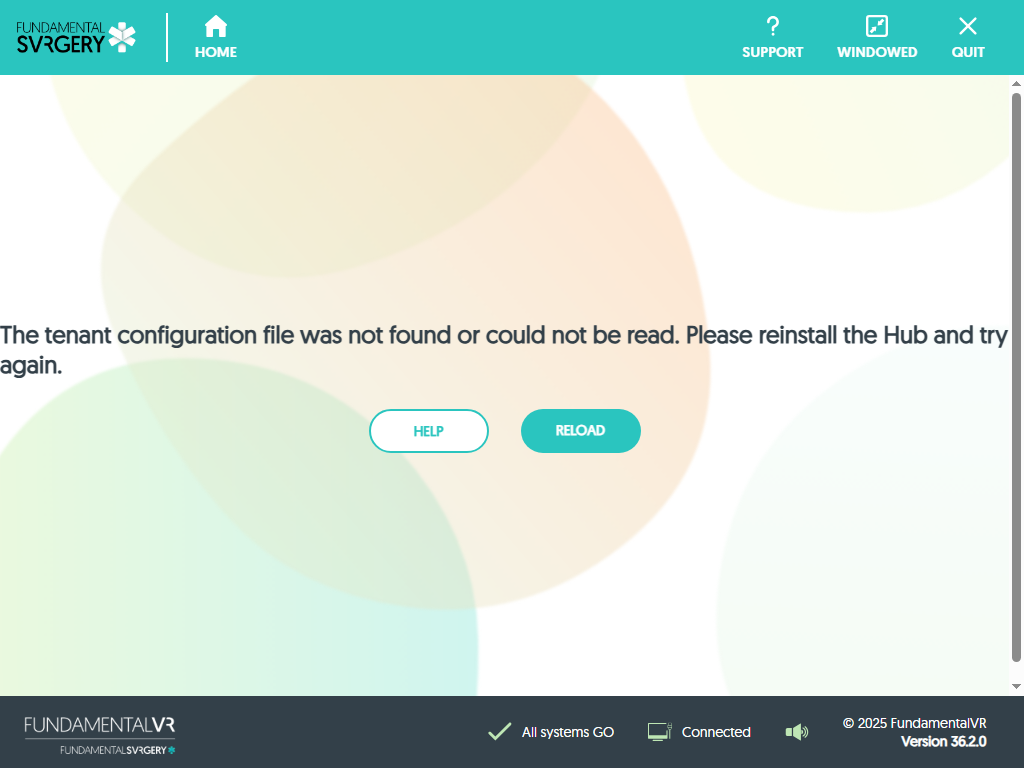 FUNDAMENTAL
SVRGERY
HOME
SUPPORT
WINDOWED
QUIT
The tenant configuration file was not found or could not be read. Please reinstall the Hub and try
again.
HELP
RELOAD
FUNDAMENTALVR
FUNDAMENTALSVRGERY
All systems GO
Connected
© 2025 FundamentalVR
Version 36.2.0